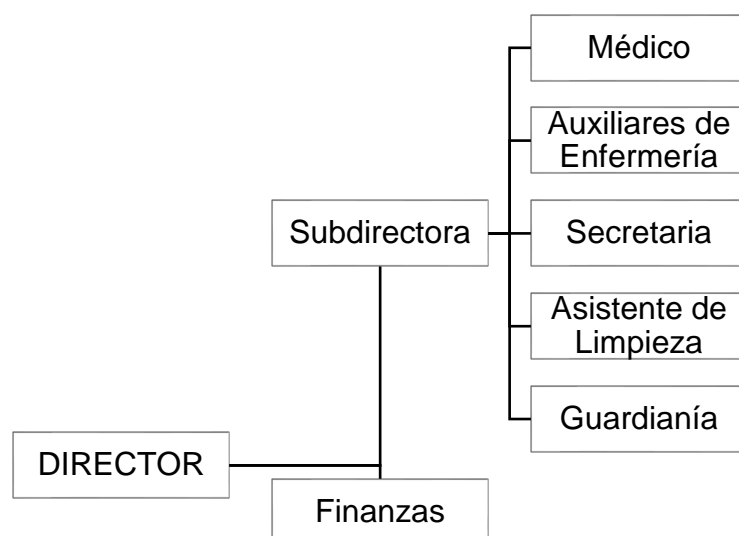 Médico
Auxiliares de
Enfermería
Subdirectora
Secretaria
Asistente de
Limpieza
Guardianía
DIRECTOR
Finanzas